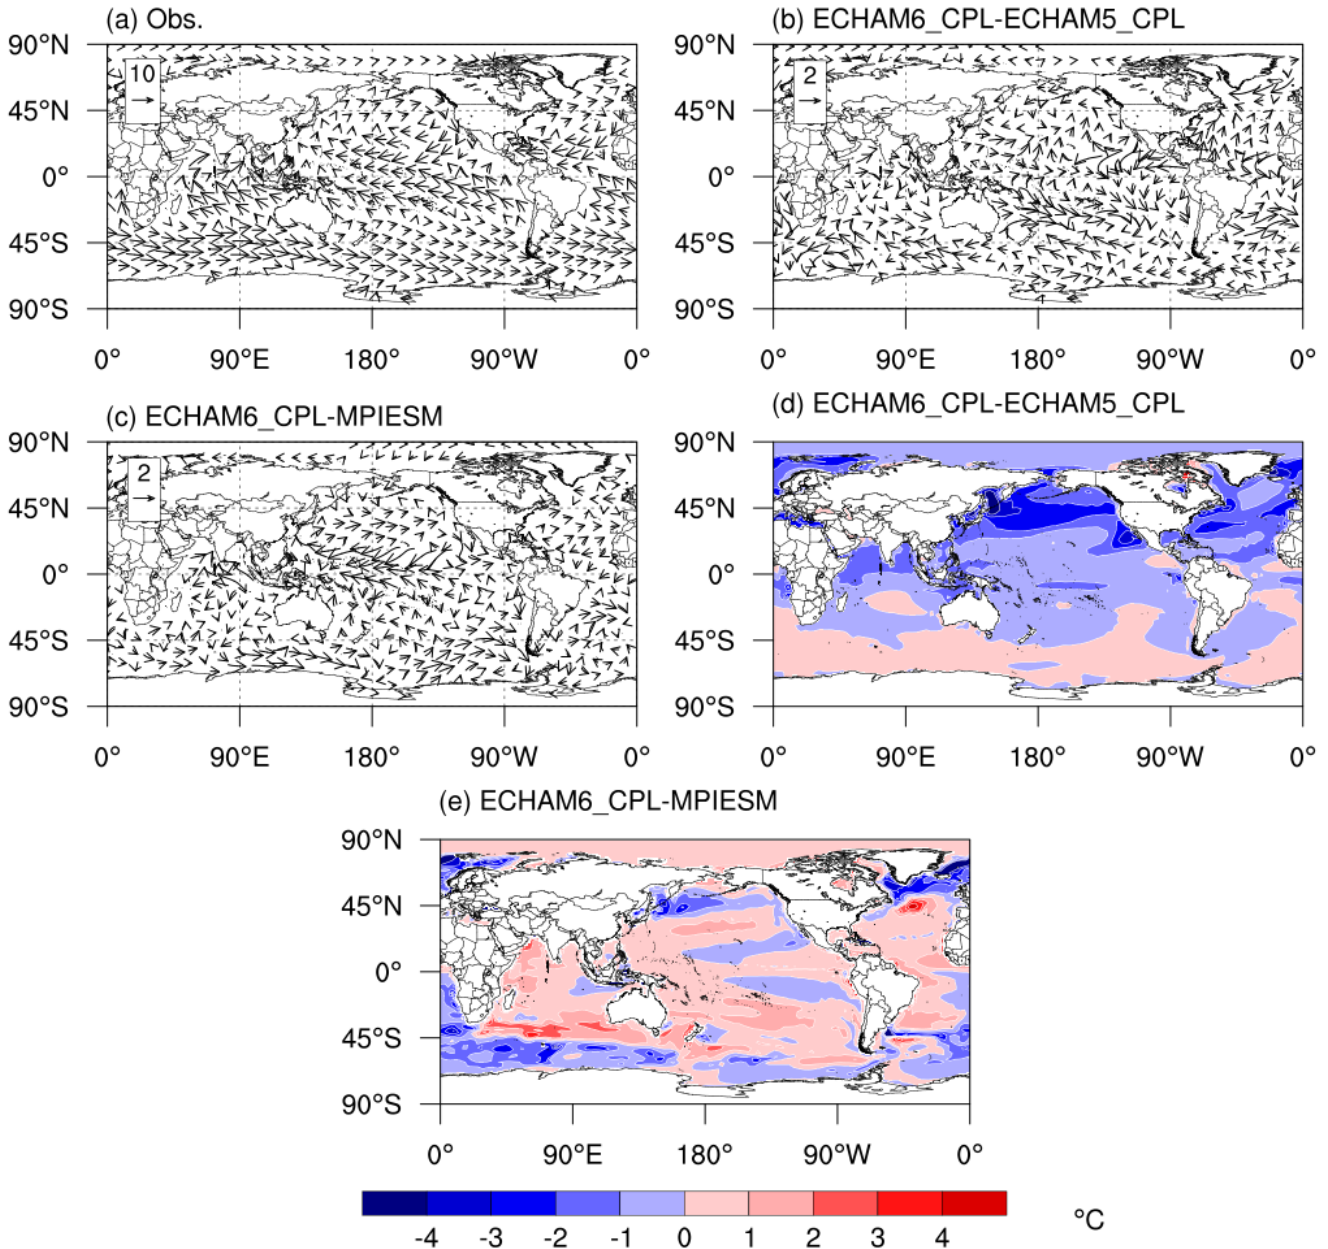 (a) Obs.
90°N
45°N
0°
45°S
90°S
10
0°
90°E
180°
90°W
0°
(b) ECHAM6_CPL-ECHAM5_CPL
90°N
45°N
0°
45°S
90°S
2
0°
90°E
180°
90°W
0°
(c) ECHAM6_CPL-MPIESM
90°N
45°N
0°
45°S
90°S
2
0°
90°E
180°
90°W
0°
(d) ECHAM6_CPL-ECHAM5_CPL
90°N
45°N
0°
45°S
90°S
0°
90°E
180°
90°W
0°
(e) ECHAM6_CPL-MPIESM
90°N
45°N
0°
45°S
90°S
0°
90°E
180°
90°W
0°
-4 -3 -2 -1 0 1 2 3 4
°C